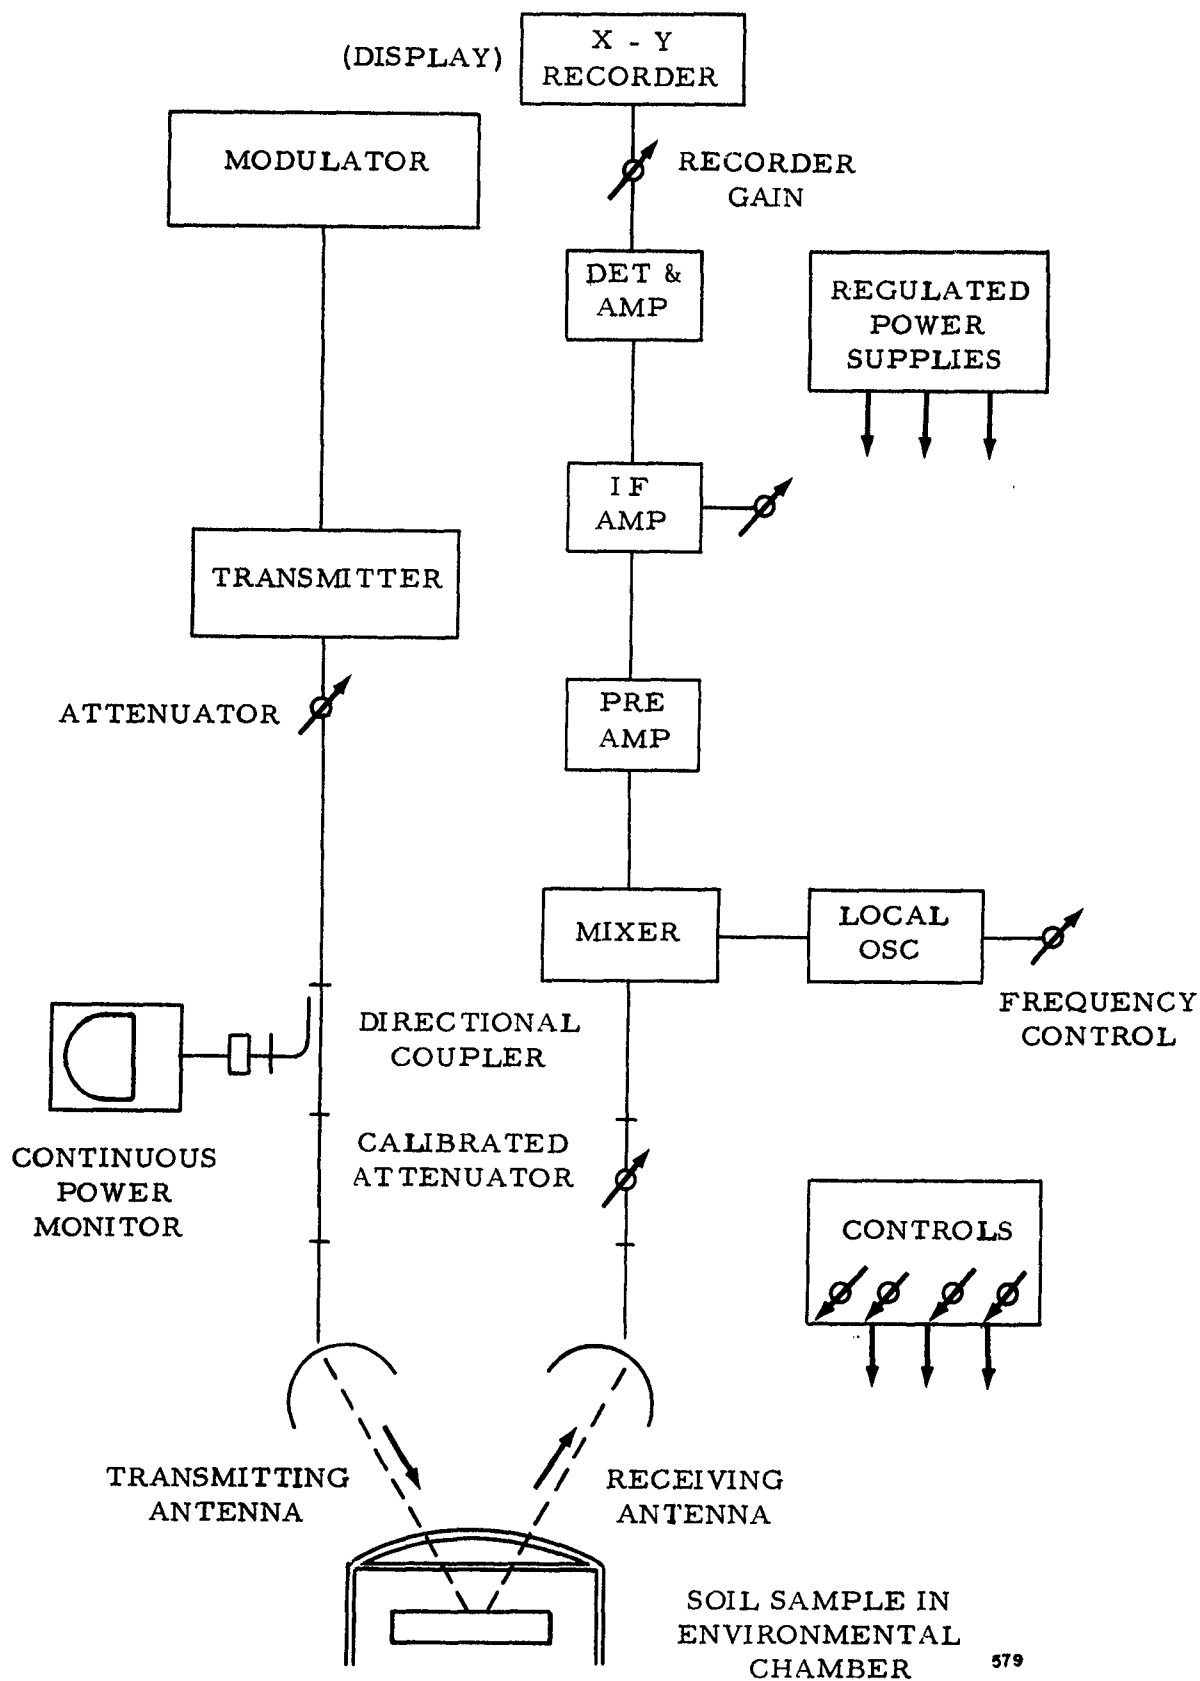 (DISPLAY)
X - Y
RECORDER
MODULATOR
RECORDER
GAIN
DET &
AMP
REGULATED
POWER
SUPPLIES
IF
AMP
TRANSMITTER
ATTENUATOR
PRE
AMP
MIXER
LOCAL
OSC
FREQUENCY
CONTROL
DIRECTIONAL
COUPLER
CONTINUOUS
POWER
MONITOR
CALIBRATED
ATTENUATOR
CONTROLS
TRANSMITTING
ANTENNA
RECEIVING
ANTENNA
SOIL SAMPLE IN
ENVIRONMENTAL
CHAMBER
579